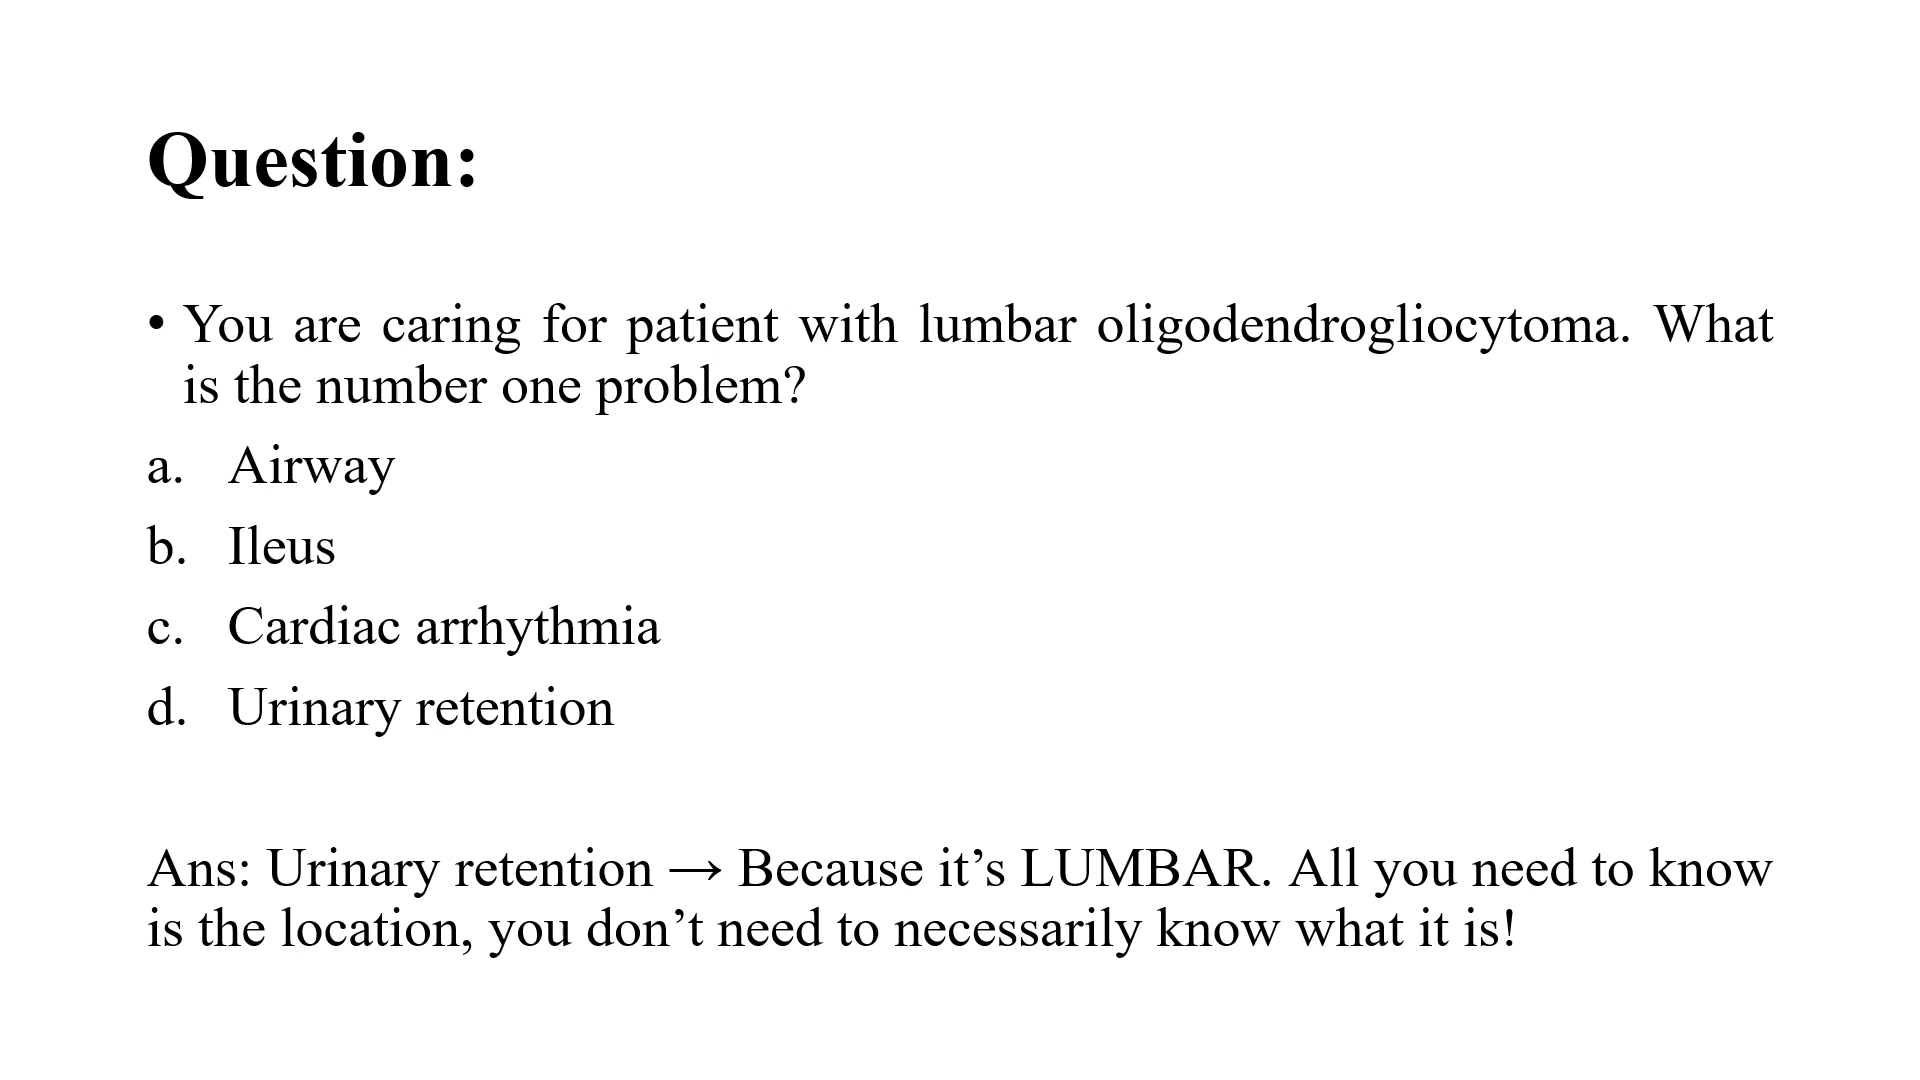 Question:
• You are caring for patient with lumbar oligodendrogliocytoma. What
is the number one problem?
a. Airway
b. Ileus
c. Cardiac arrhythmia
d. Urinary retention
Ans: Urinary retention → Because it’s LUMBAR. All you need to know
is the location, you don’t need to necessarily know what it is!